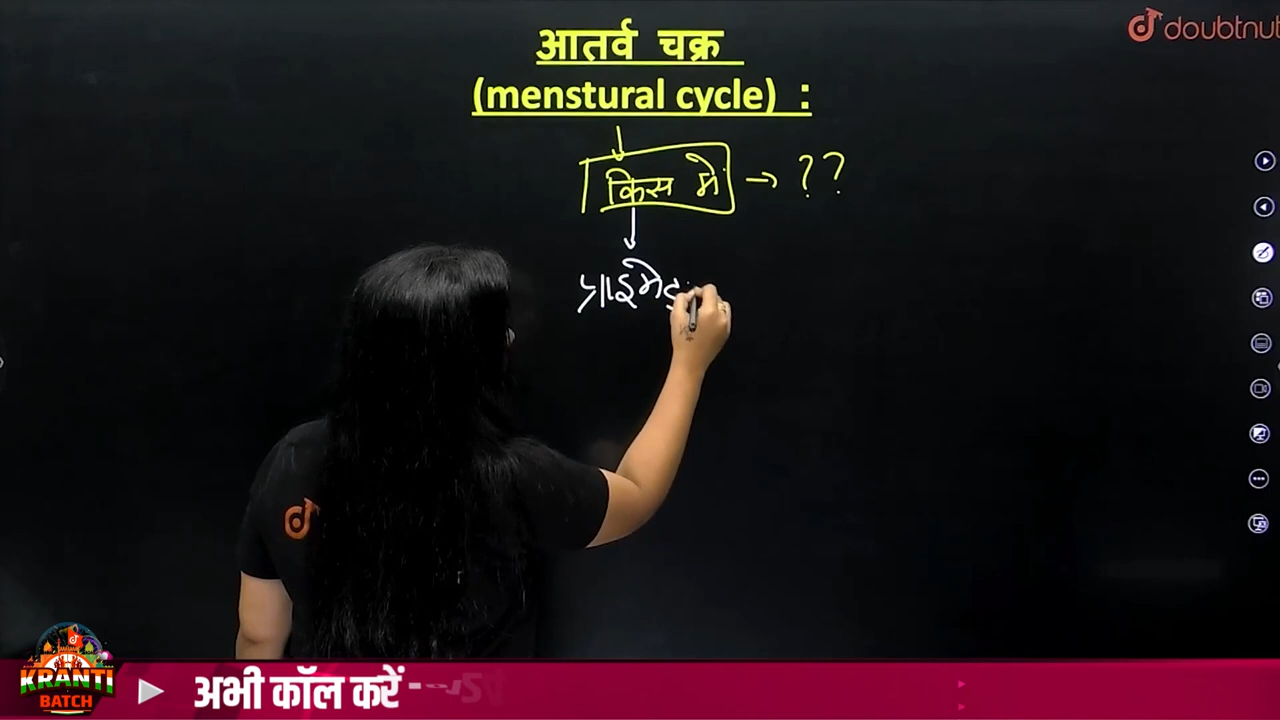 doubtnut
आतर्व चक्र
(menstural cycle) :
किस में → ??
प्राइमेट
KRANTI
BATCH
अभी कॉल करें -